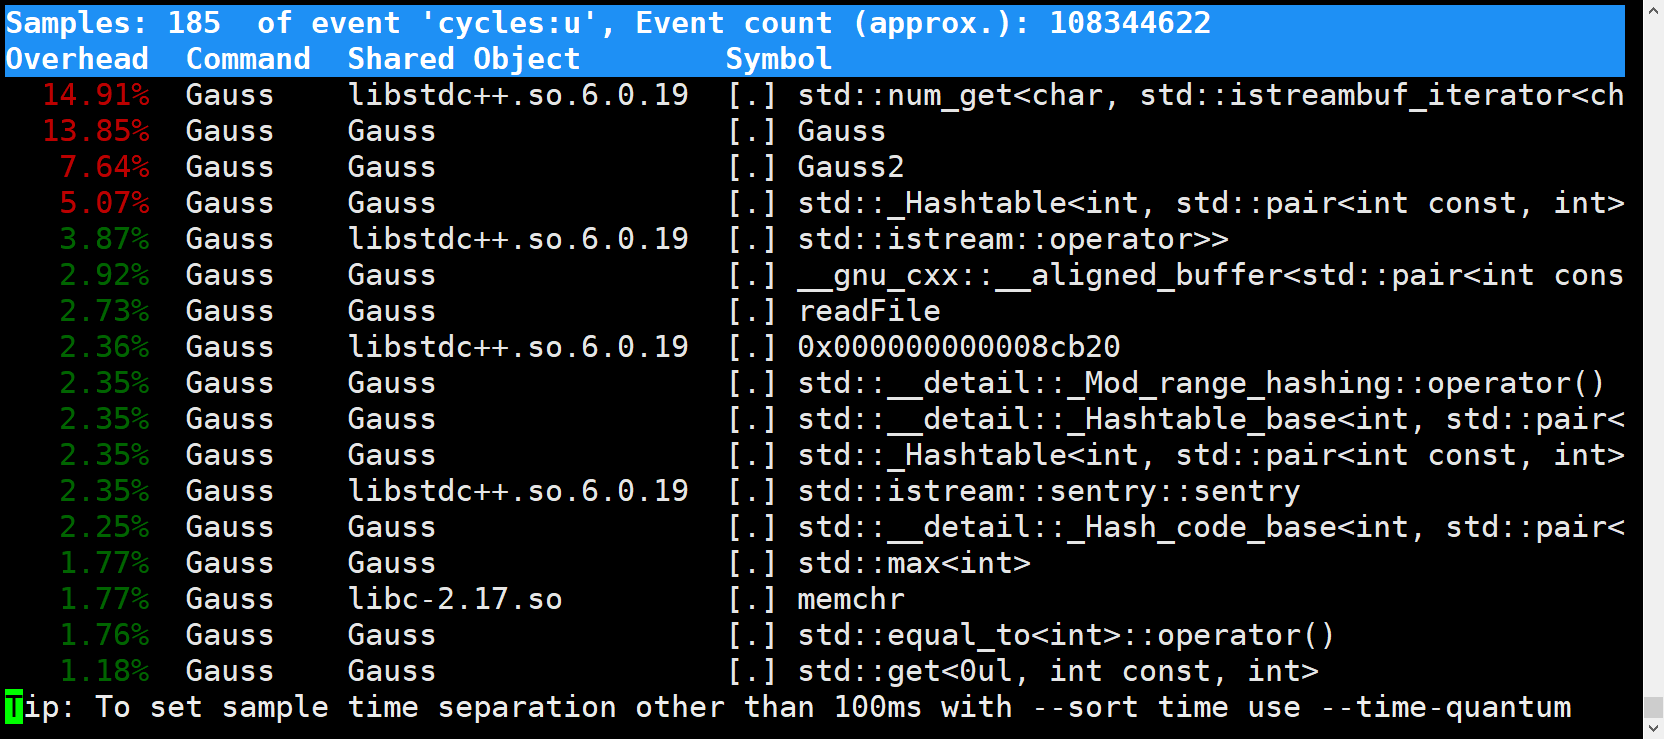 Samples: 185  of event 'cycles:u', Event count (approx.): 108344622
Overhead  Command  Shared Object        Symbol
  14.91%  Gauss    libstdc++.so.6.0.19  [.] std::num_get<char, std::istreambuf_iterator<ch
  13.85%  Gauss    Gauss                [.] Gauss
   7.64%  Gauss    Gauss                [.] Gauss2
   5.07%  Gauss    Gauss                [.] std::_Hashtable<int, std::pair<int const, int>
   3.87%  Gauss    libstdc++.so.6.0.19  [.] std::istream::operator>>
   2.92%  Gauss    Gauss                [.] __gnu_cxx::__aligned_buffer<std::pair<int cons
   2.73%  Gauss    Gauss                [.] readFile
   2.36%  Gauss    libstdc++.so.6.0.19  [.] 0x000000000008cb20
   2.35%  Gauss    Gauss                [.] std::__detail::_Mod_range_hashing::operator()
   2.35%  Gauss    Gauss                [.] std::__detail::_Hashtable_base<int, std::pair<
   2.35%  Gauss    Gauss                [.] std::_Hashtable<int, std::pair<int const, int>
   2.35%  Gauss    libstdc++.so.6.0.19  [.] std::istream::sentry::sentry
   2.25%  Gauss    Gauss                [.] std::__detail::_Hash_code_base<int, std::pair<
   1.77%  Gauss    Gauss                [.] std::max<int>
   1.77%  Gauss    libc-2.17.so         [.] memchr
   1.76%  Gauss    Gauss                [.] std::equal_to<int>::operator()
   1.18%  Gauss    Gauss                [.] std::get<0ul, int const, int>
Tip: To set sample time separation other than 100ms with --sort time use --time-quantum